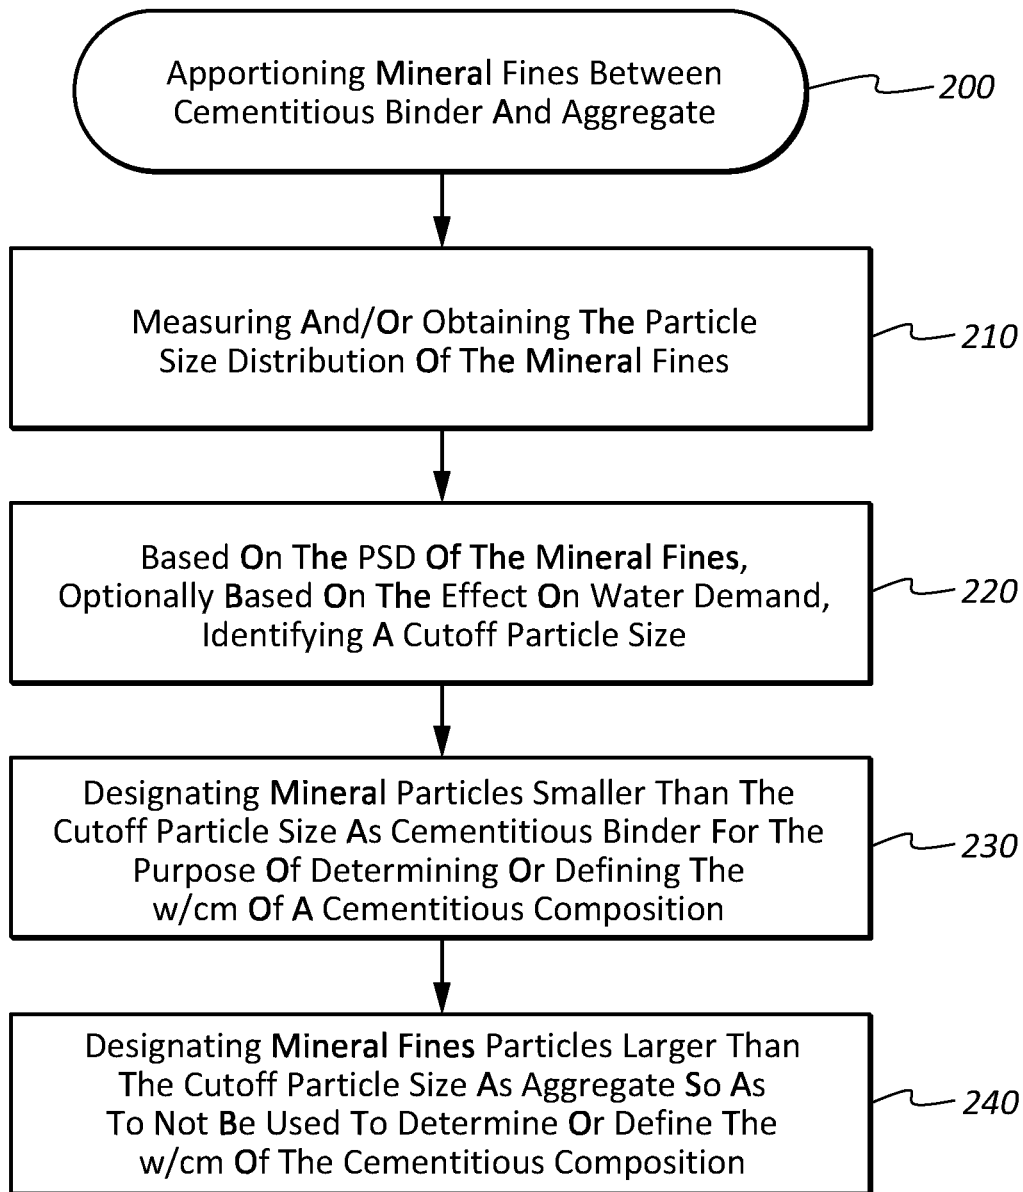 Apportioning Mineral Fines Between
Cementitious Binder And Aggregate
200
Measuring And/Or Obtaining The Particle
Size Distribution Of The Mineral Fines
210
Based On The PSD Of The Mineral Fines,
Optionally Based On The Effect On Water Demand,
Identifying A Cutoff Particle Size
220
Designating Mineral Particles Smaller Than The
Cutoff Particle Size As Cementitious Binder For The
Purpose Of Determining Or Defining The
w/cm Of A Cementitious Composition
230
Designating Mineral Fines Particles Larger Than
The Cutoff Particle Size As Aggregate So As
To Not Be Used To Determine Or Define The
w/cm Of The Cementitious Composition
240